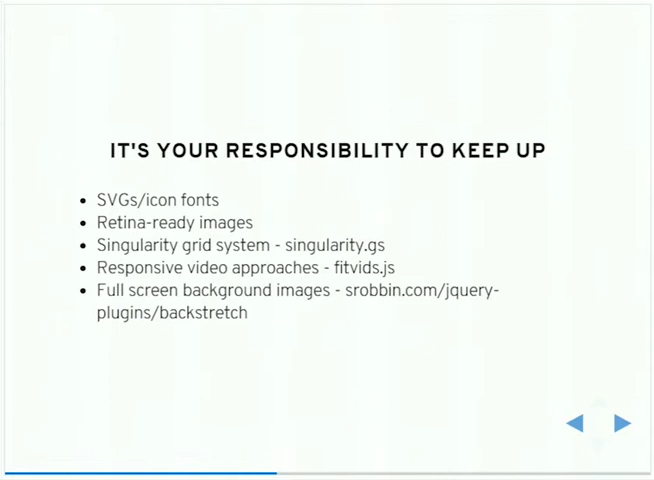 IT'S YOUR RESPONSIBILITY TO KEEP UP
SVGs/icon fonts
Retina-ready images
Singularity grid system - singularity.gs
Responsive video approaches - fitvids.js
Full screen background images - srobbin.com/jquery-
plugins/backstretch